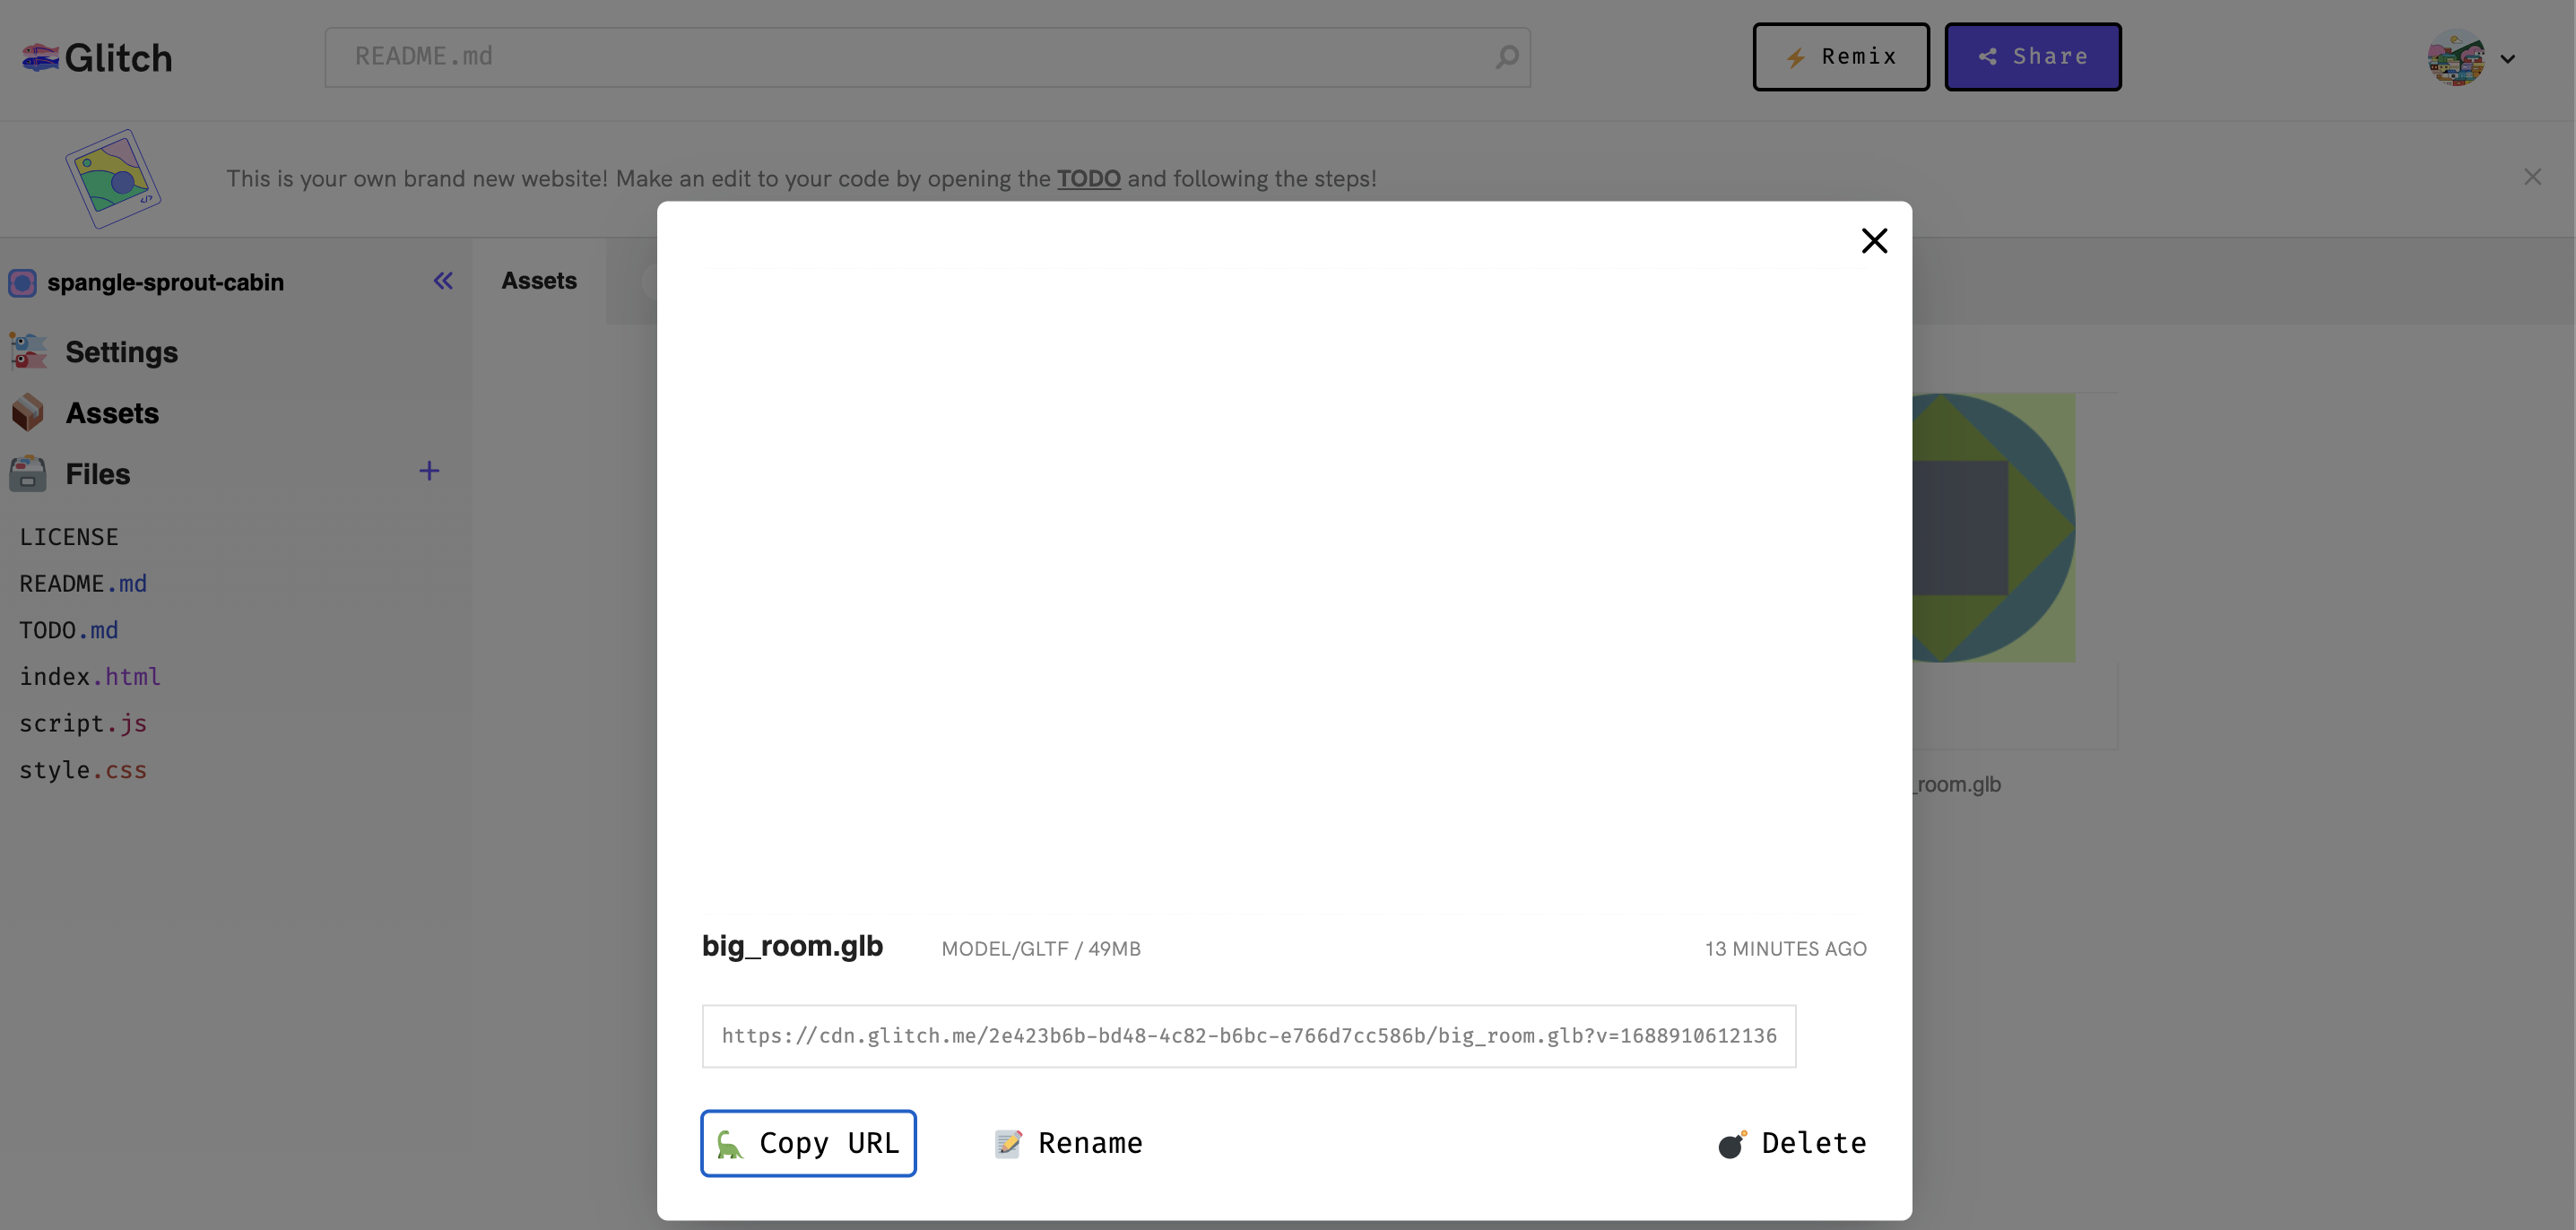 Glitch
README.md
Remix
Share
This is your own brand new website! Make an edit to your code by opening the TODO and following the steps!
spangle-sprout-cabin
Assets
Settings
Assets
Files
LICENSE
README.md
TODO.md
index.html
script.js
style.css
_room.glb
big_room.glb
MODEL/GLTF / 49MB
13 MINUTES AGO
https://cdn.glitch.me/2e423b6b-bd48-4c82-b6bc-e766d7cc586b/big_room.glb?v=1688910612136
Copy URL
Rename
Delete